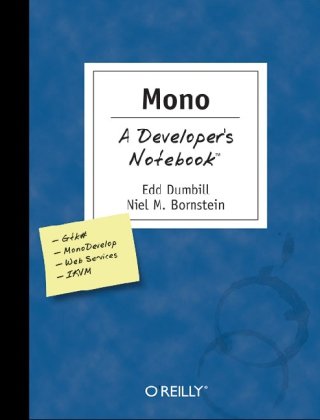 Mono
A Developer's
Notebook™
Edd Dumbill
Niel M. Bornstein
- Gtk#
- MonoDevelop
- Web Services
- IKVM
O'REILLY®